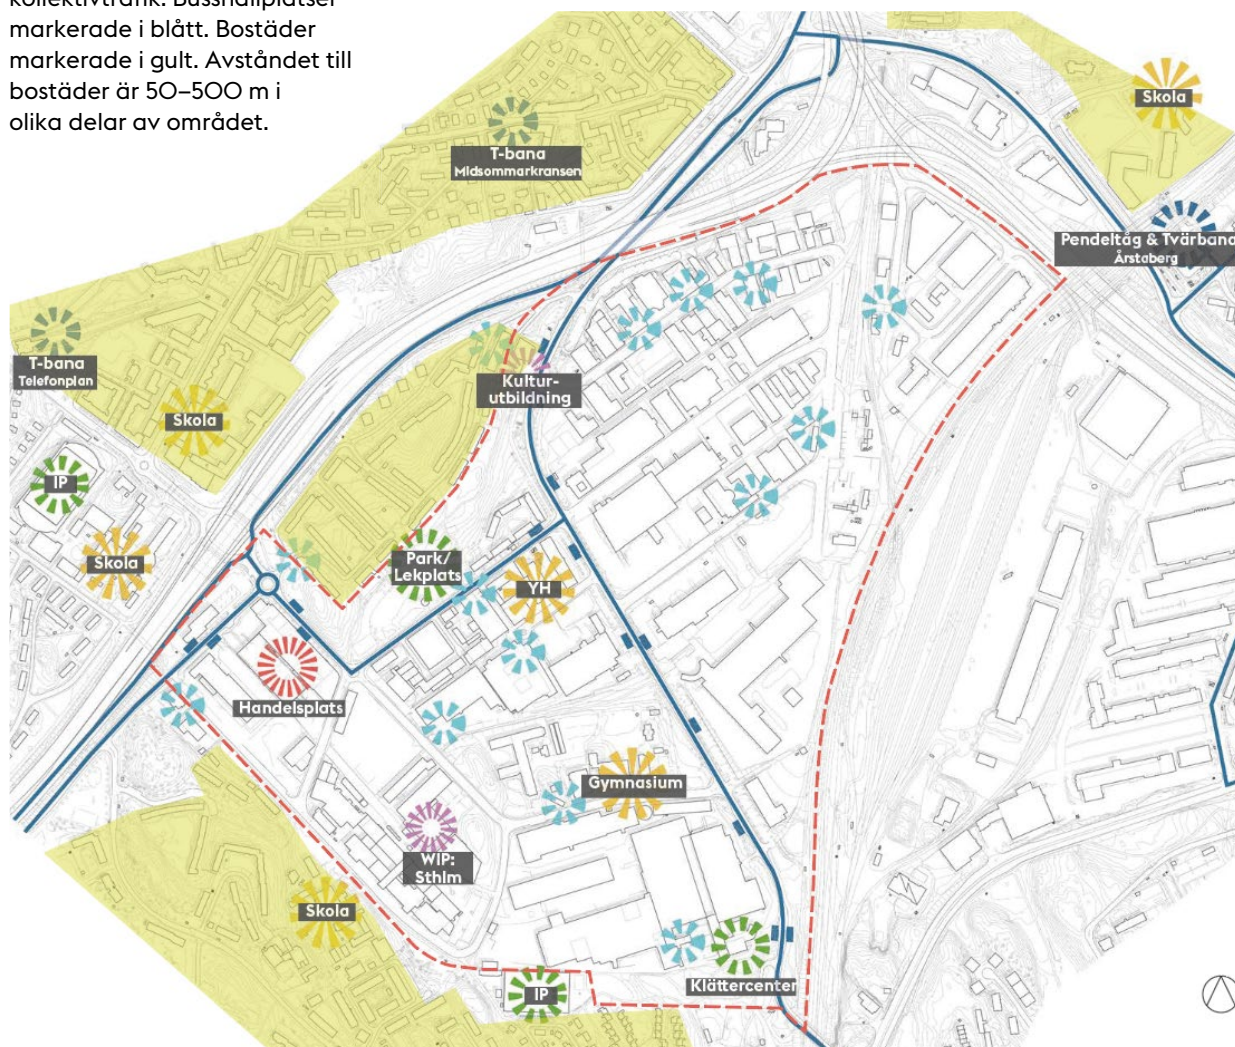 kollektivtrafik. Busshållplatser
markerade i blått. Bostäder
markerade i gult. Avståndet till
bostäder är 50–500 m i
olika delar av området.
Skola
T-bana
Midsommarkransen
Pendeltåg & Tvärbana
Årstaberg
T-bana
Telefonplan
Kultur-
utbildning
Skola
IP
Skola
Park/
Lekplats
YH
Handelsplats
Gymnasium
WIP:
Sthlm
Skola
Klättercenter
IP